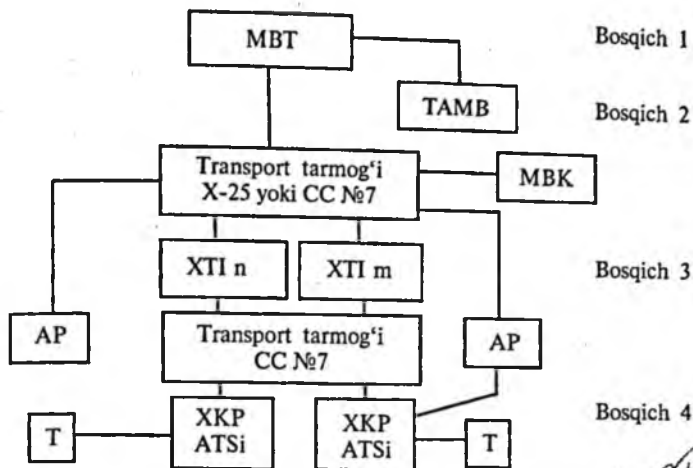 MBT
Bosqich 1
TAMB
Bosqich 2
Transport tarmog‘i
X-25 yoki CC №7
MBK
XTI n
XTI m
Bosqich 3
AP
Transport tarmog‘i
CC №7
AP
XKP
ATSi
XKP
ATSi
Bosqich 4
T
T